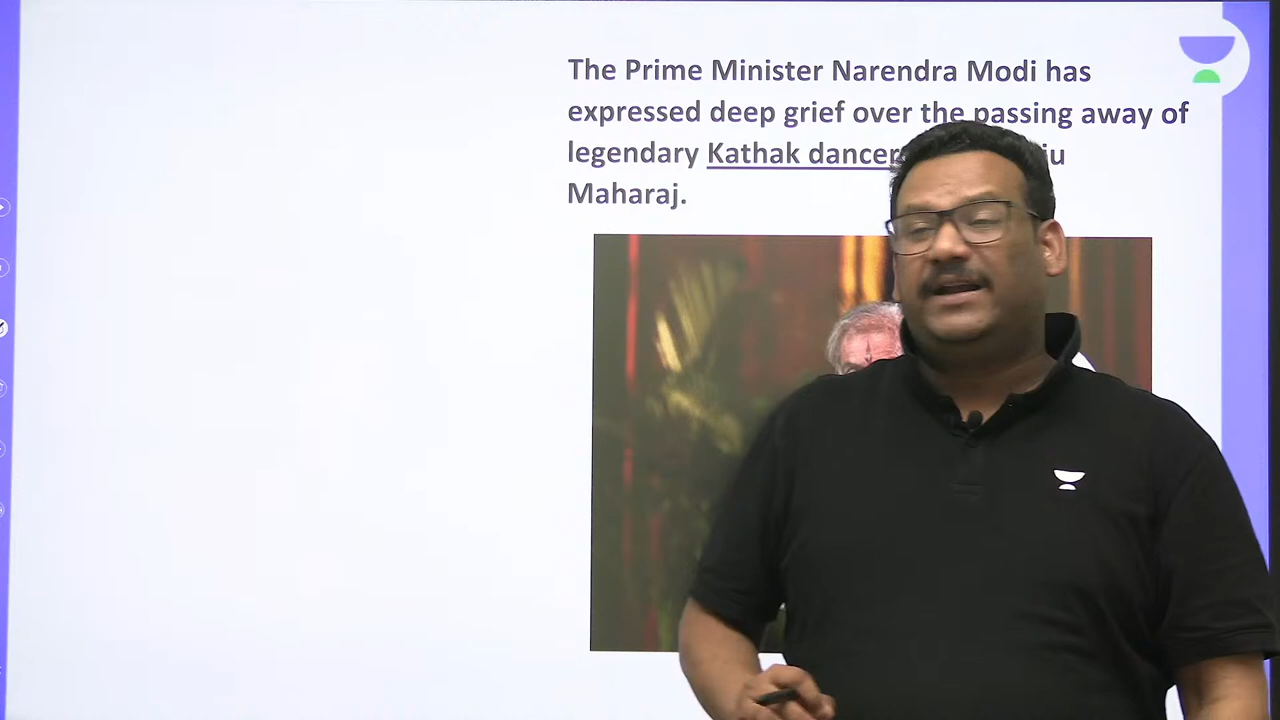 The Prime Minister Narendra Modi has
expressed deep grief over the passing away of
legendary Kathak dancer
Maharaj.